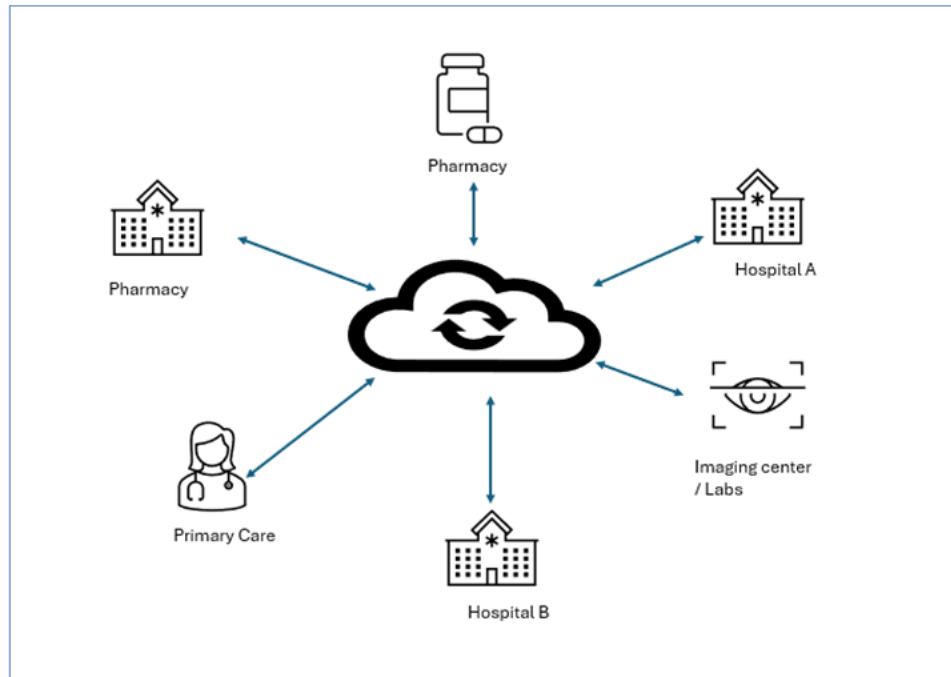 Pharmacy
Pharmacy
Hospital A
Imaging center
/ Labs
Primary Care
Hospital B